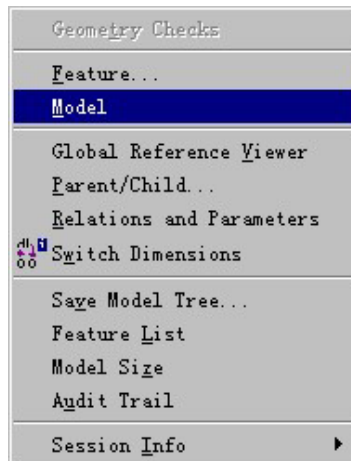 Geometry Checks
Feature...
Model
Global Reference Viewer
Parent/Child...
Relations and Parameters
Switch Dimensions
Save Model Tree...
Feature List
Model Size
Audit Trail
Session Info